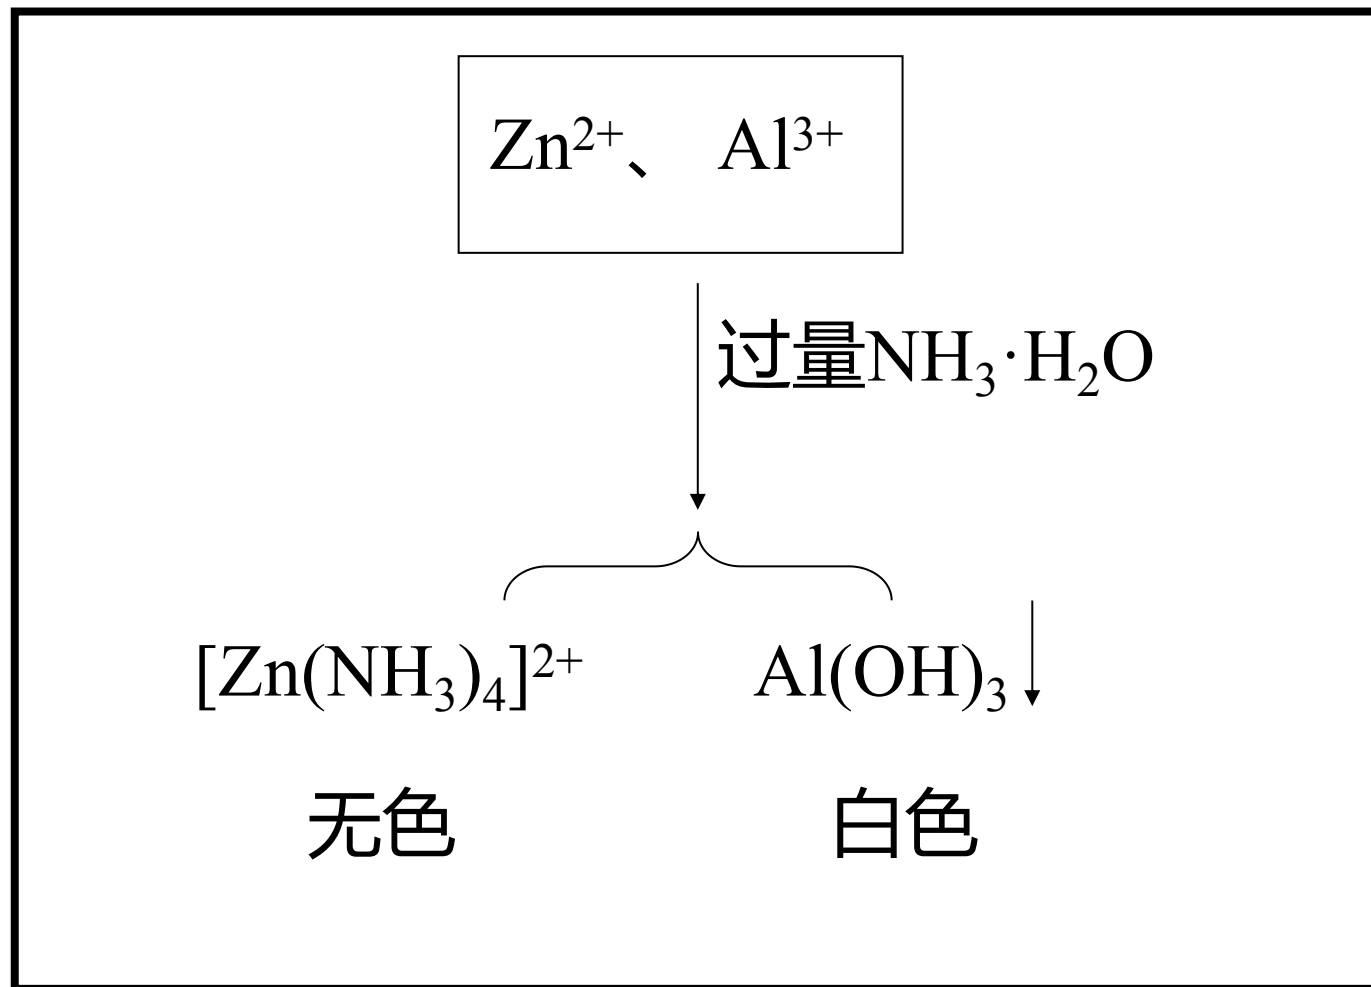 Zn²⁺、 Al³⁺
过量NH₃·H₂O
[Zn(NH₃)₄]²⁺ Al(OH)₃↓
无色 白色